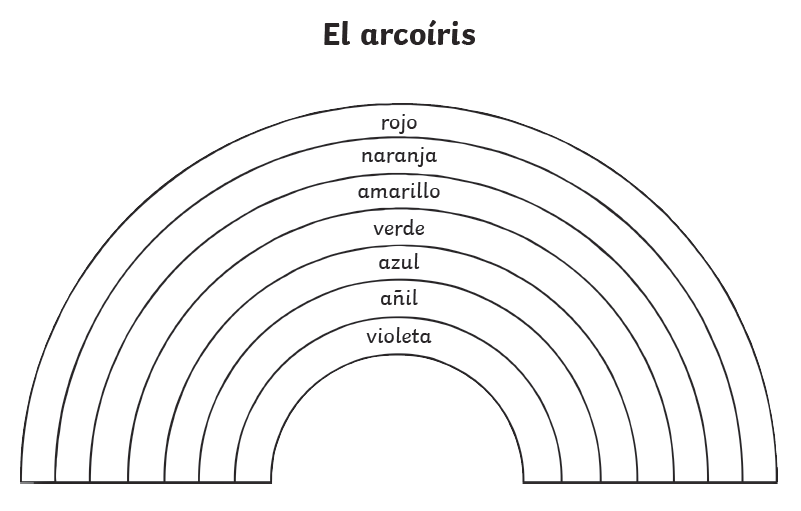 El arcoíris
rojo
naranja
amarillo
verde
azul
añil
violeta